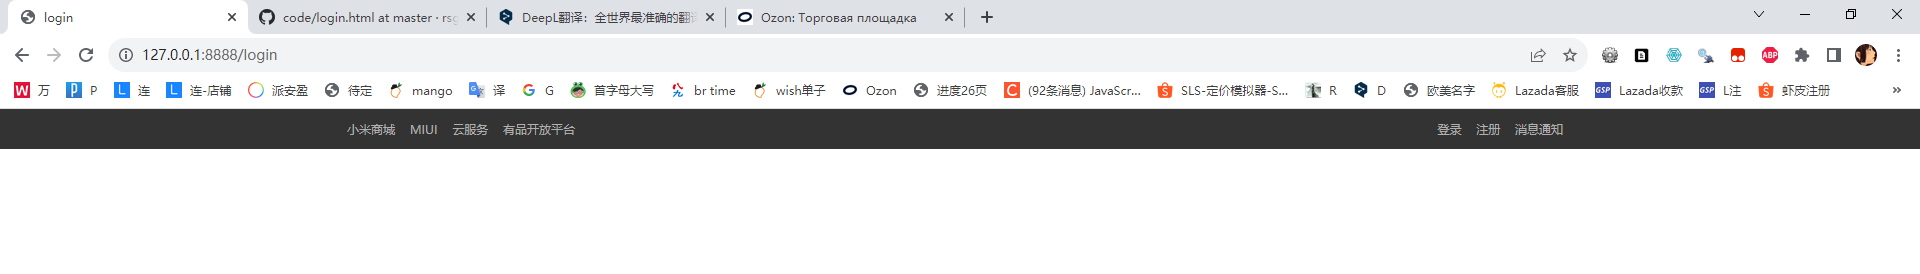 login
code/login.html at master · rsg
DeepL翻译：全世界最准确的翻译
Ozon: Торговая площадка
127.0.0.1:8888/login
万 P 连 连-店铺 派安盈 待定 mango 译 G 首字母大写 br time wish单子 Ozon 进度26页 (92条消息) JavaScr... SLS-定价模拟器-S... R D 欧美名字 Lazada客服 Lazada收款 L注 虾皮注册 »
小米商城 MIUI 云服务 有品开放平台 登录 注册 消息通知